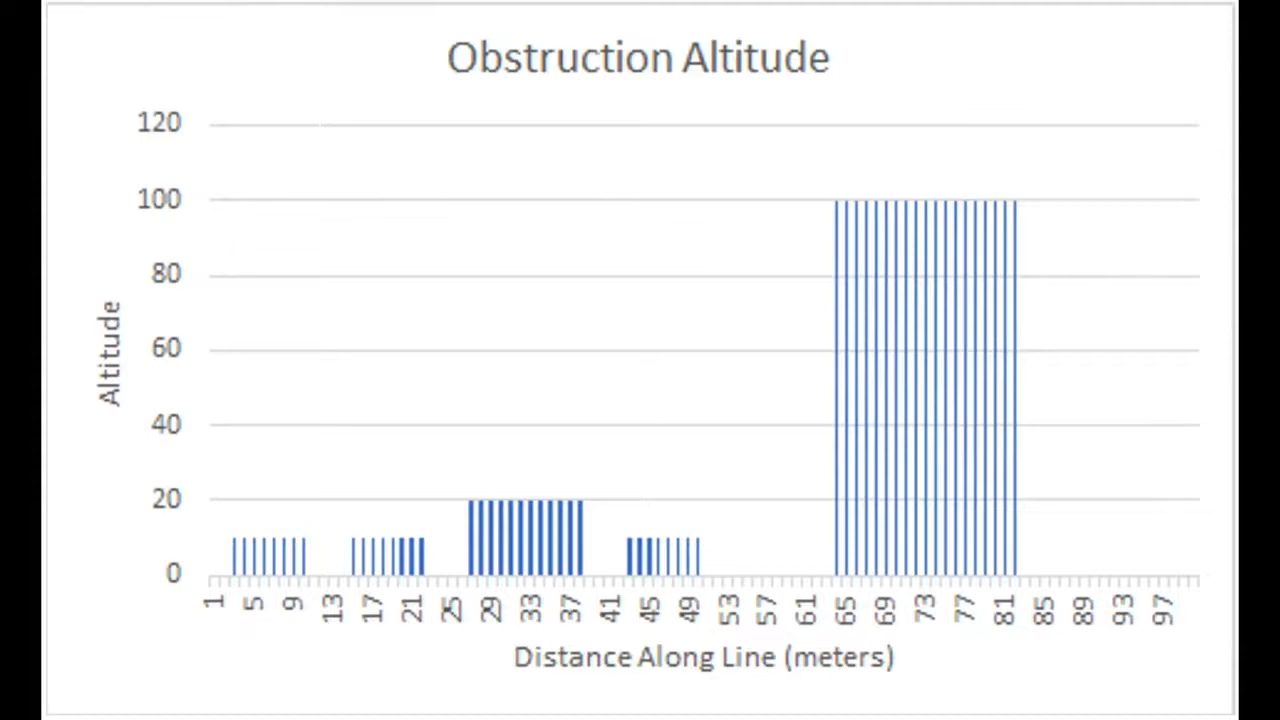 Obstruction Altitude
120
100
80
60
40
20
0
Altitude
1 5 9 13 17 21 25 29 33 37 41 45 49 53 57 61 65 69 73 77 81 85 89 93 97
Distance Along Line (meters)